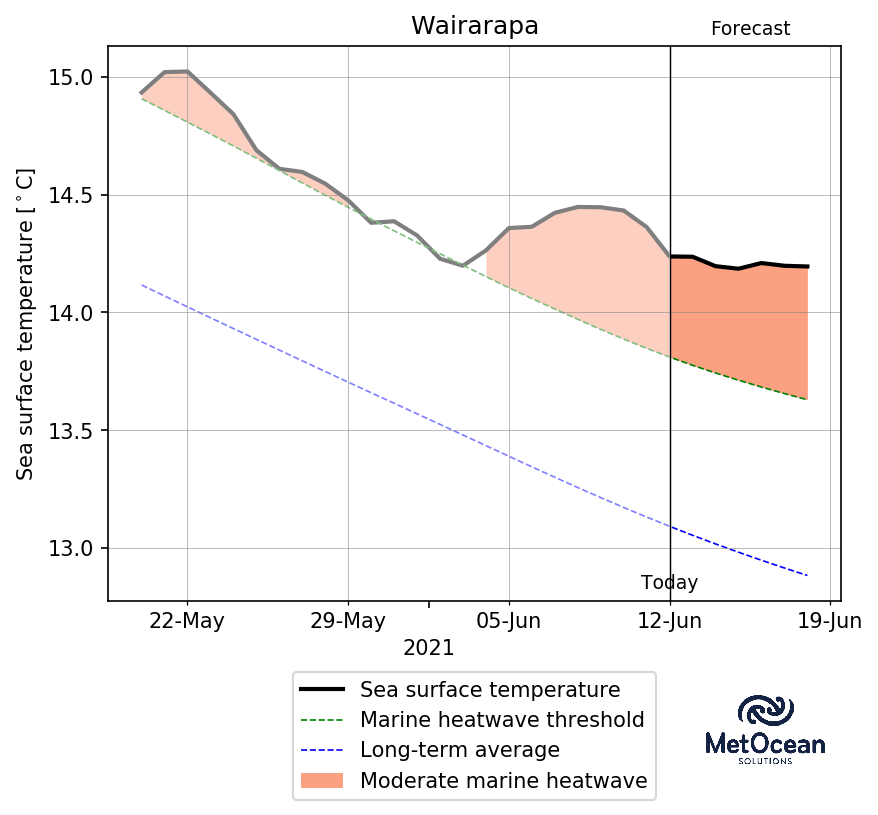 Wairarapa
Forecast
Sea surface temperature [°C]
15.0
14.5
14.0
13.5
13.0
Today
22-May
29-May
05-Jun
12-Jun
19-Jun
2021
Sea surface temperature
Marine heatwave threshold
Long-term average
Moderate marine heatwave
MetOcean
SOLUTIONS